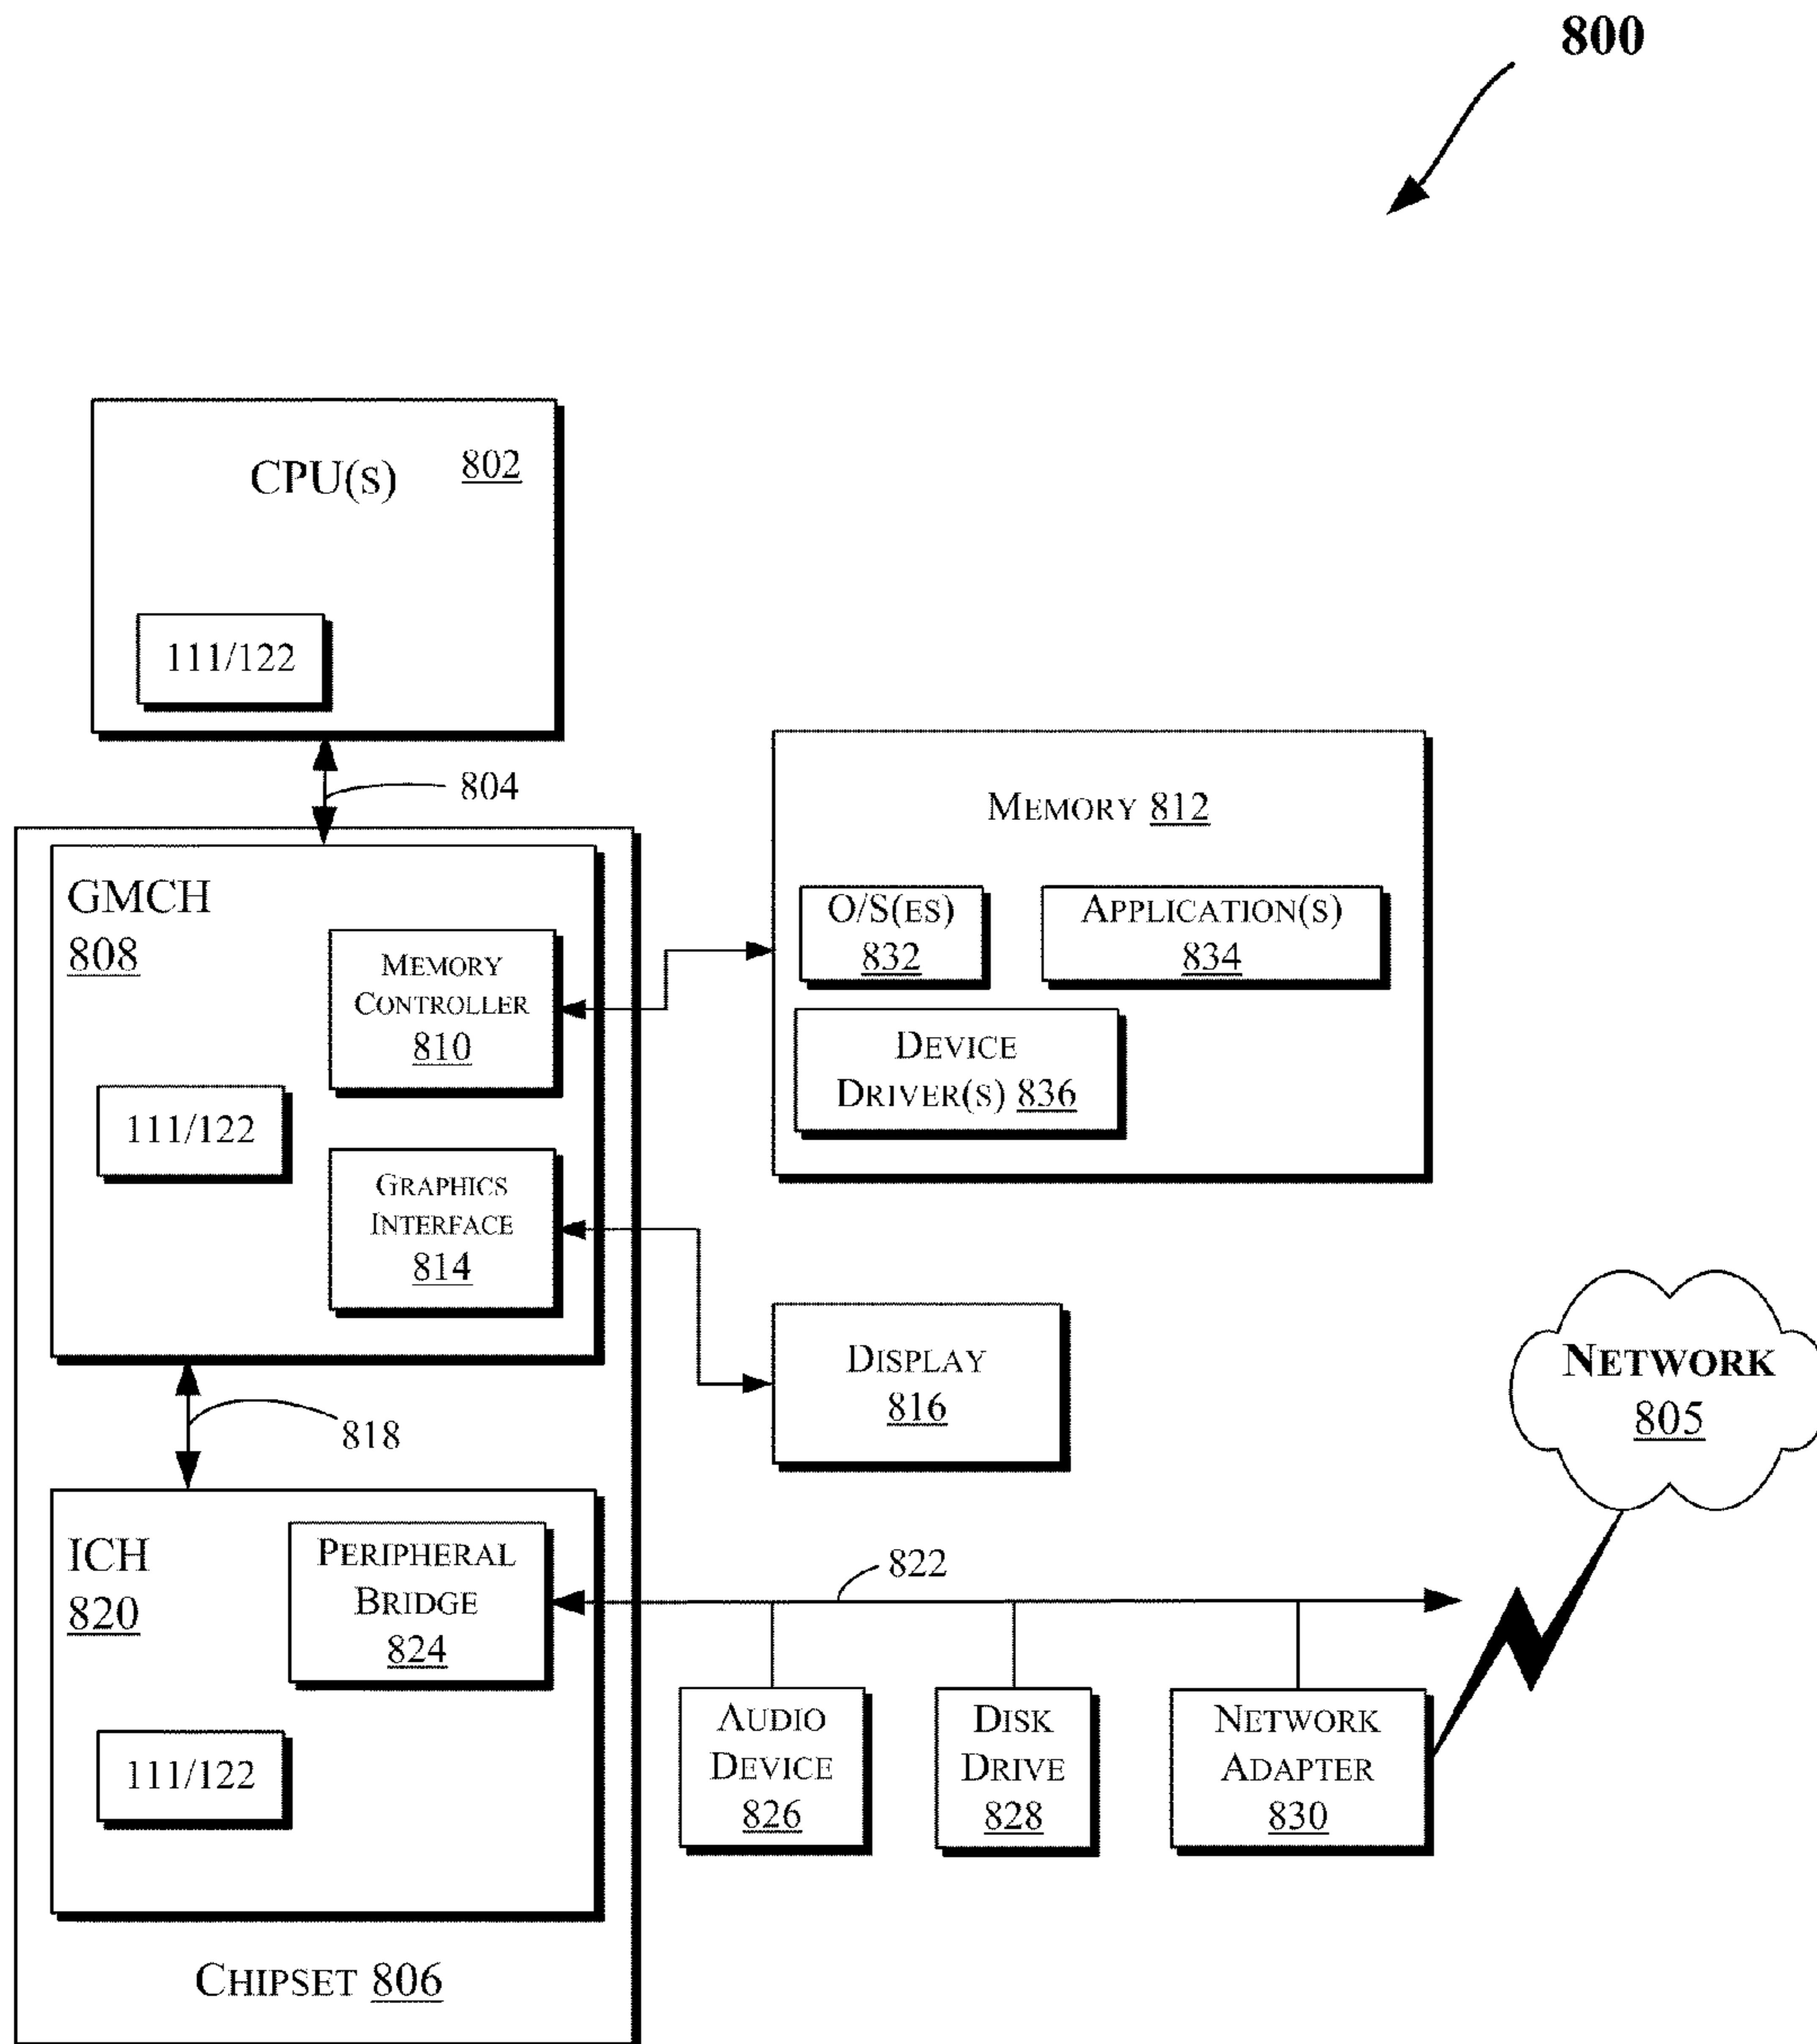 800
CPU(s)
802
111/122
804
GMCH
808
MEMORY
CONTROLLER
810
111/122
GRAPHICS
INTERFACE
814
MEMORY 812
O/S(ES)
832
APPLICATION(S)
834
DEVICE
DRIVER(S) 836
DISPLAY
816
NETWORK
805
818
ICH
820
PERIPHERAL
BRIDGE
824
111/122
822
AUDIO
DEVICE
826
DISK
DRIVE
828
NETWORK
ADAPTER
830
CHIPSET 806